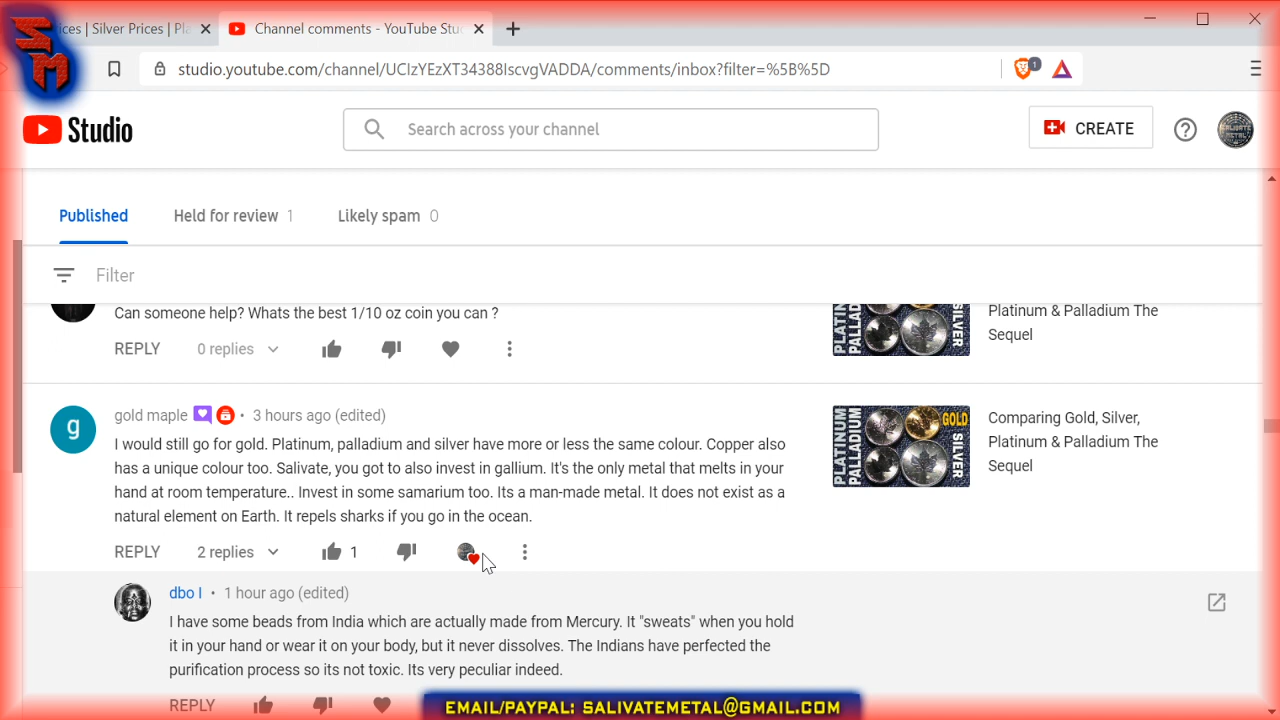 SM
ices | Silver Prices | Pla
Channel comments - YouTube Stu
studio.youtube.com/channel/UCIzYEzXT34388IscvgVADDA/comments/inbox?filter=%5B%5D
1
Studio
Search across your channel
CREATE
Published
Held for review 1
Likely spam 0
Filter
Can someone help? Whats the best 1/10 oz coin you can ?
REPLY
0 replies
PLATIN
PALLAD
SILVER
Platinum & Palladium The
Sequel
g
gold maple • 3 hours ago (edited)
I would still go for gold. Platinum, palladium and silver have more or less the same colour. Copper also
has a unique colour too. Salivate, you got to also invest in gallium. It's the only metal that melts in your
hand at room temperature.. Invest in some samarium too. Its a man-made metal. It does not exist as a
natural element on Earth. It repels sharks if you go in the ocean.
REPLY
2 replies
1
PLATINUM
PALLADIUM
GOLD
SILVER
Comparing Gold, Silver,
Platinum & Palladium The
Sequel
dbo I • 1 hour ago (edited)
I have some beads from India which are actually made from Mercury. It "sweats" when you hold
it in your hand or wear it on your body, but it never dissolves. The Indians have perfected the
purification process so its not toxic. Its very peculiar indeed.
REPLY
EMAIL/PAYPAL: SALIVATEMETAL@GMAIL.COM